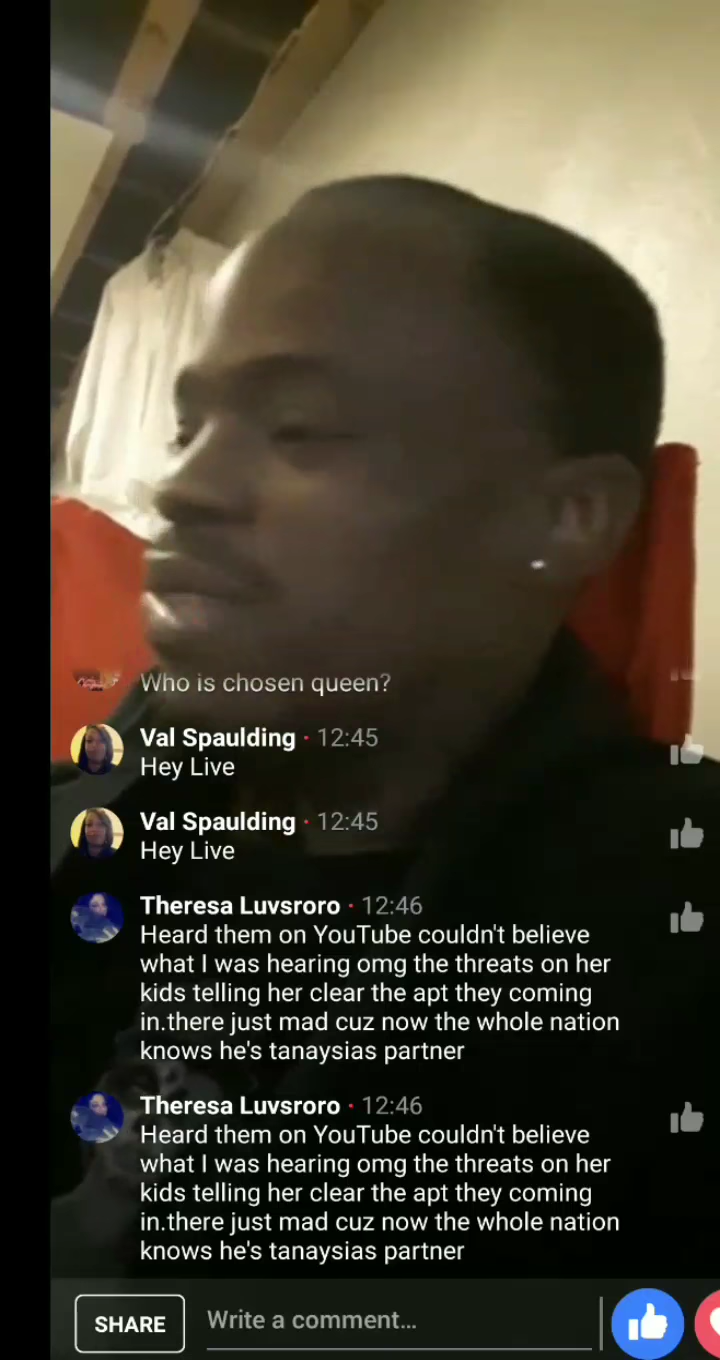 Who is chosen queen?
Val Spaulding · 12:45
Hey Live
Val Spaulding · 12:45
Hey Live
Theresa Luvsroro · 12:46
Heard them on YouTube couldn't believe
what I was hearing omg the threats on her
kids telling her clear the apt they coming
in.there just mad cuz now the whole nation
knows he's tanaysias partner
Theresa Luvsroro · 12:46
Heard them on YouTube couldn't believe
what I was hearing omg the threats on her
kids telling her clear the apt they coming
in.there just mad cuz now the whole nation
knows he's tanaysias partner
SHARE Write a comment...